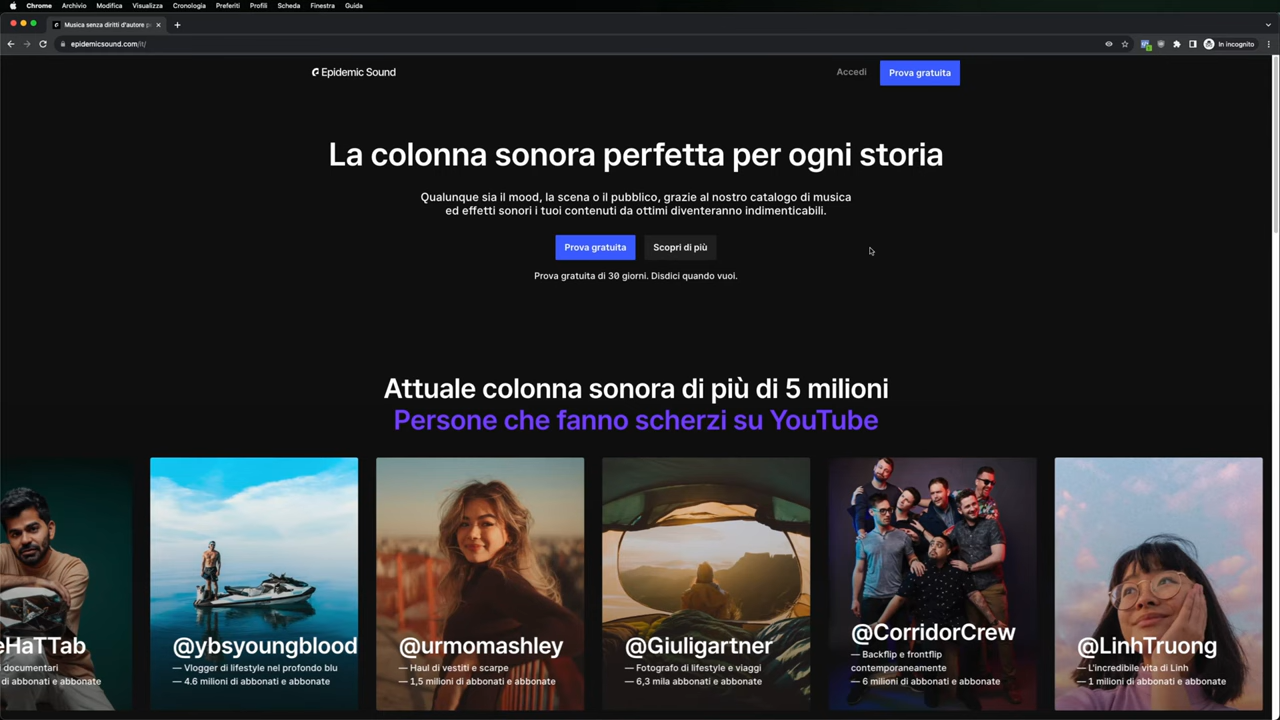 Chrome Archivio Modifica Visualizza Cronologia Preferiti Profili Scheda Finestra Guida
Musica senza diritti d'autore p
epidemicsound.com/it/
In incognito
Epidemic Sound
Accedi
Prova gratuita
La colonna sonora perfetta per ogni storia
Qualunque sia il mood, la scena o il pubblico, grazie al nostro catalogo di musica
ed effetti sonori i tuoi contenuti da ottimi diventeranno indimenticabili.
Prova gratuita
Scopri di più
Prova gratuita di 30 giorni. Disdici quando vuoi.
Attuale colonna sonora di più di 5 milioni
Persone che fanno scherzi su YouTube
eHaTTab
i documentari
di abbonati e abbonate
@ybsyoungblood
— Vlogger di lifestyle nel profondo blu
— 4.6 milioni di abbonati e abbonate
@urmomashley
— Haul di vestiti e scarpe
— 1,5 milioni di abbonati e abbonate
@Giuligartner
— Fotografo di lifestyle e viaggi
— 6,3 mila abbonati e abbonate
@CorridorCrew
— Backflip e frontflip
contemporaneamente
— 6 milioni di abbonati e abbonate
@LinhTruong
— L'incredibile vita di Linh
— 1 milioni di abbonati e abbonate